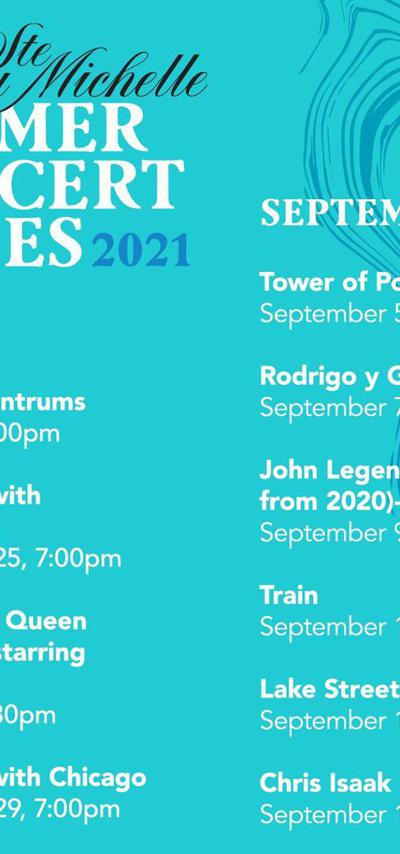 Ste
Michelle
MER
CERT
ES 2021
ntrums
00pm
with
25, 7:00pm
Queen
starring
30pm
with Chicago
29, 7:00pm
SEPTEM
Tower of Po
September 5
Rodrigo y G
September 7
John Legen
from 2020)-
September 9
Train
September 1
Lake Street
September 1
Chris Isaak
September 1